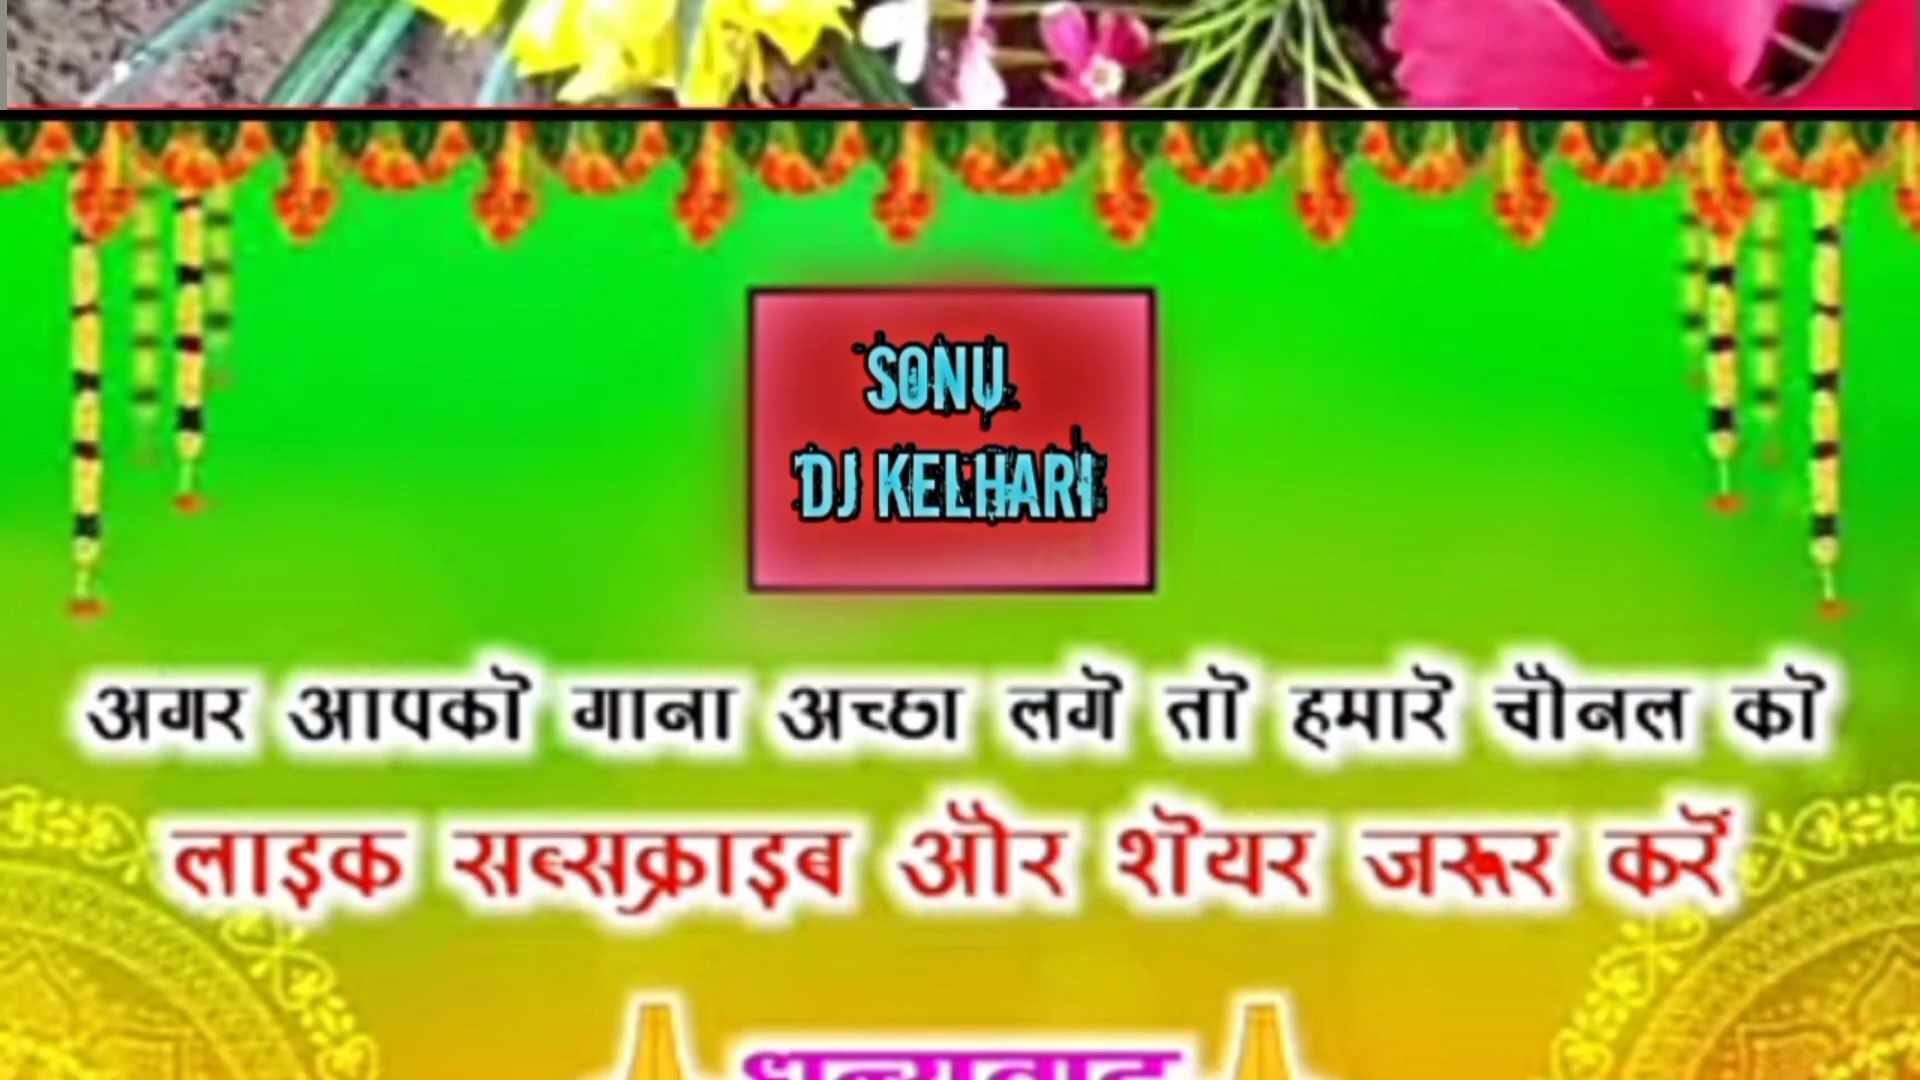 SONU
DJ KELHARI
अगर आपको गाना अच्छा लगे तो हमारे चौनल को
लाइक सब्सक्राइब और शेयर जरूर करें